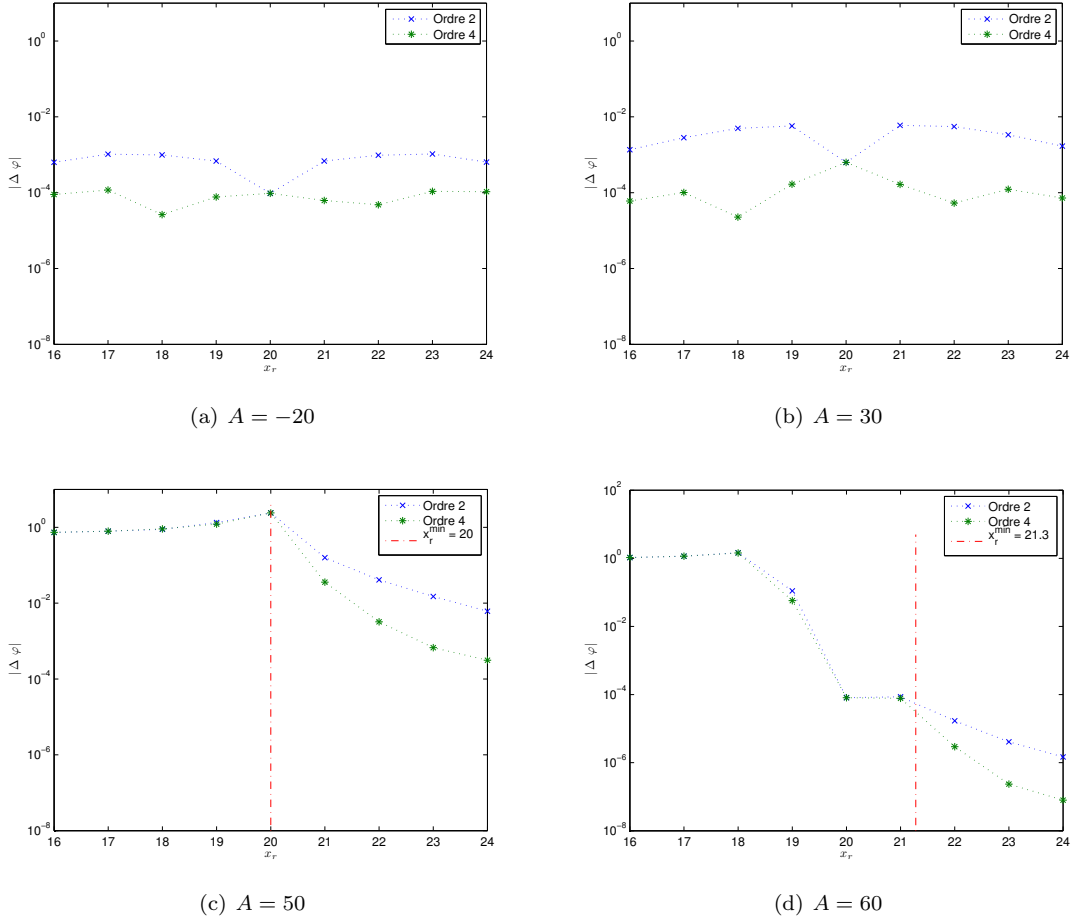 Ordre 2
Ordre 4
10^0
10^-2
10^-4
10^-6
10^-8
| Δ φ|
16 17 18 19 20 21 22 23 24
x_r
(a) A = −20
Ordre 2
Ordre 4
10^0
10^-2
10^-4
10^-6
10^-8
| Δ φ|
16 17 18 19 20 21 22 23 24
x_r
(b) A = 30
Ordre 2
Ordre 4
x_r^min = 20
10^0
10^-2
10^-4
10^-6
10^-8
| Δ φ|
16 17 18 19 20 21 22 23 24
x_r
(c) A = 50
Ordre 2
Ordre 4
x_r^min = 21.3
10^2
10^0
10^-2
10^-4
10^-6
10^-8
| Δ φ|
16 17 18 19 20 21 22 23 24
x_r
(d) A = 60